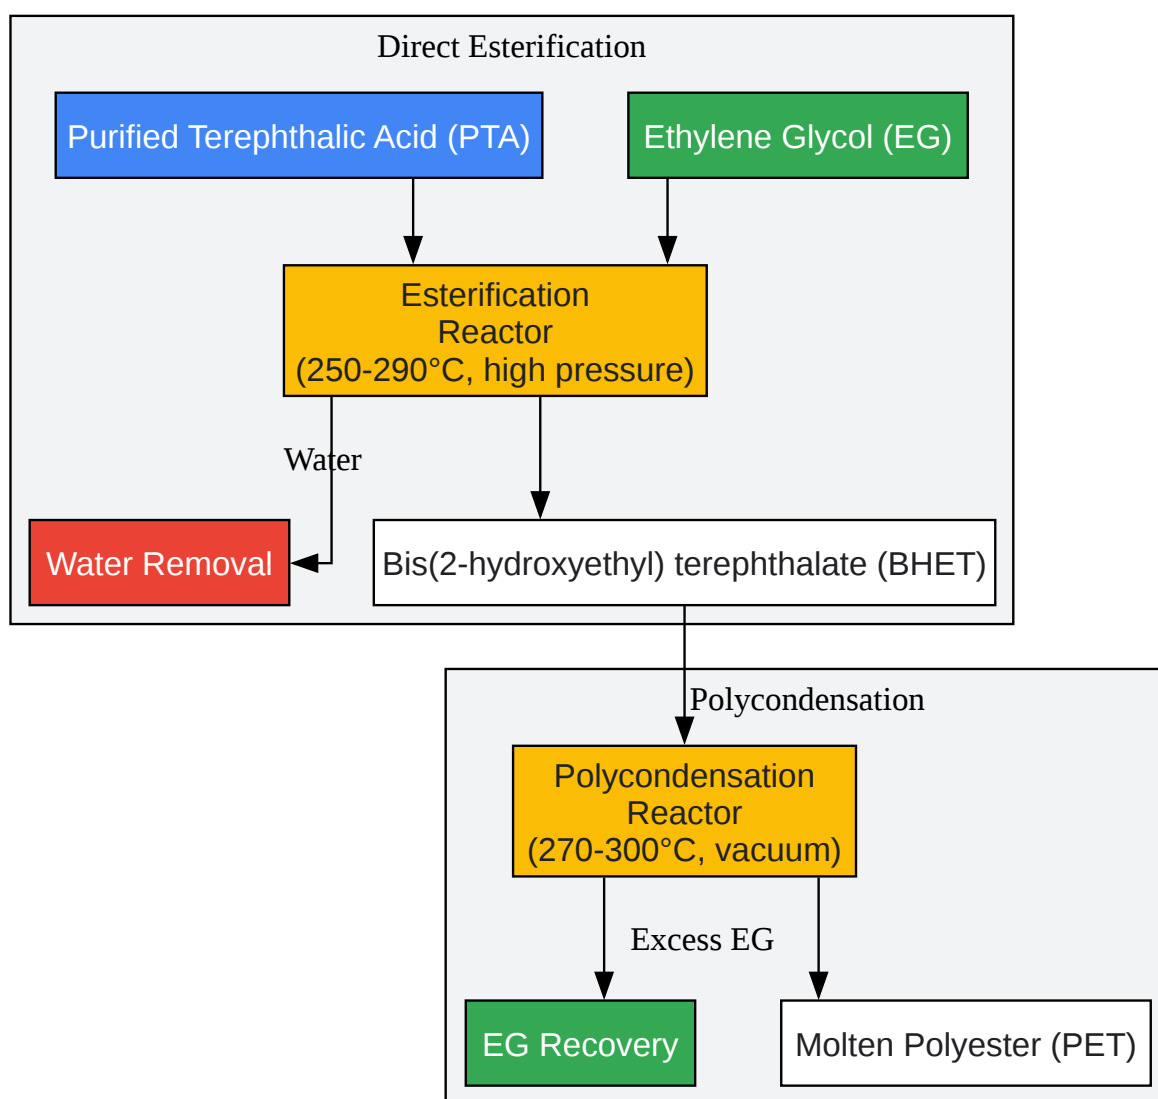 Direct Esterification
Purified Terephthalic Acid (PTA)
Ethylene Glycol (EG)
Esterification
Reactor
(250-290°C, high pressure)
Water
Water Removal
Bis(2-hydroxyethyl) terephthalate (BHET)
Polycondensation
Polycondensation
Reactor
(270-300°C, vacuum)
Excess EG
EG Recovery
Molten Polyester (PET)